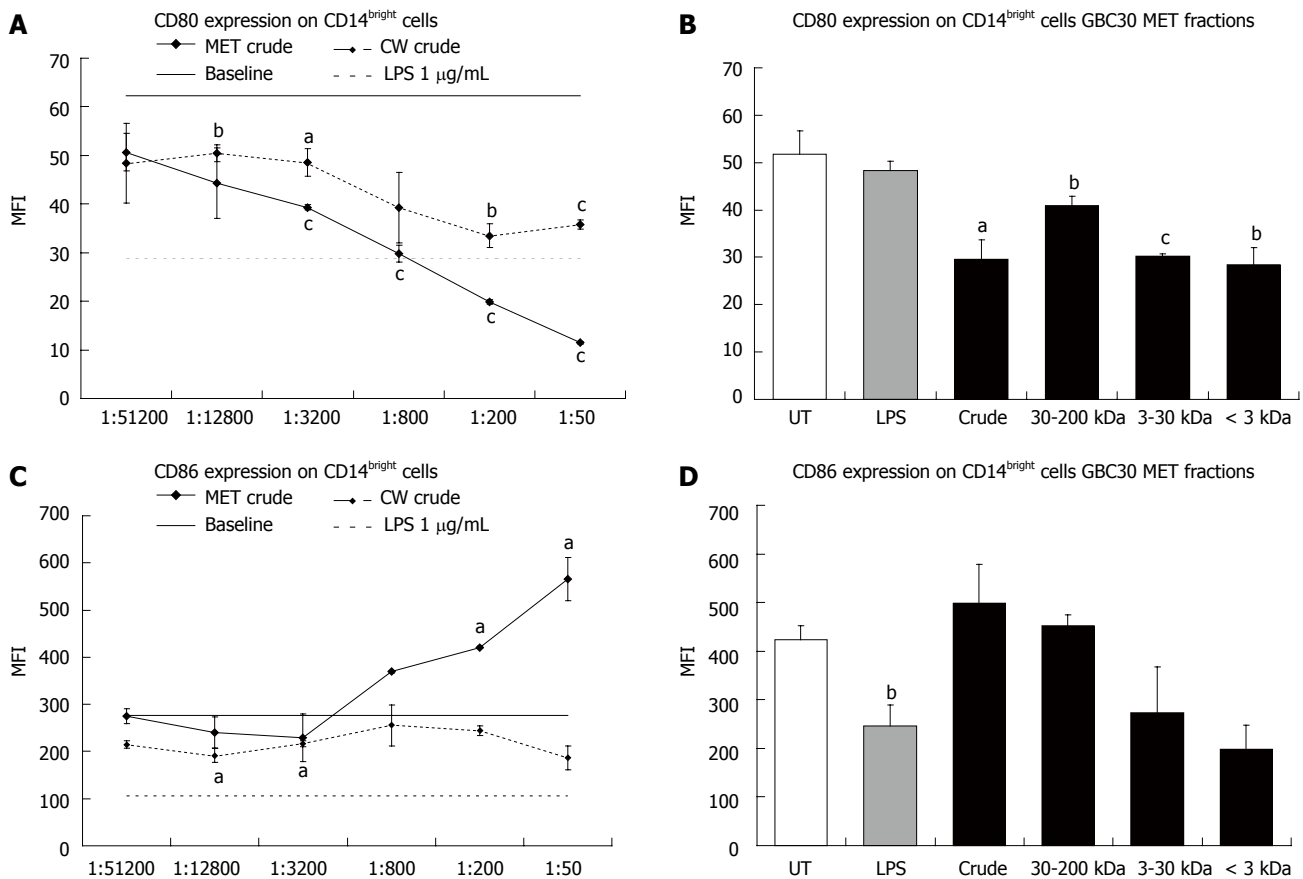 A
CD80 expression on CD14bright cells
MET crude
CW crude
Baseline
LPS 1 μg/mL
MFI
70
60
50
40
30
20
10
0
b
a
b
c
c
c
c
c
1:51200
1:12800
1:3200
1:800
1:200
1:50
B
CD80 expression on CD14bright cells GBC30 MET fractions
MFI
70
60
50
40
30
20
10
0
a
b
c
b
UT
LPS
Crude
30-200 kDa
3-30 kDa
< 3 kDa
C
CD86 expression on CD14bright cells
MET crude
CW crude
Baseline
LPS 1 μg/mL
MFI
700
600
500
400
300
200
100
0
a
a
a
a
1:51200
1:12800
1:3200
1:800
1:200
1:50
D
CD86 expression on CD14bright cells GBC30 MET fractions
MFI
700
600
500
400
300
200
100
0
b
UT
LPS
Crude
30-200 kDa
3-30 kDa
< 3 kDa